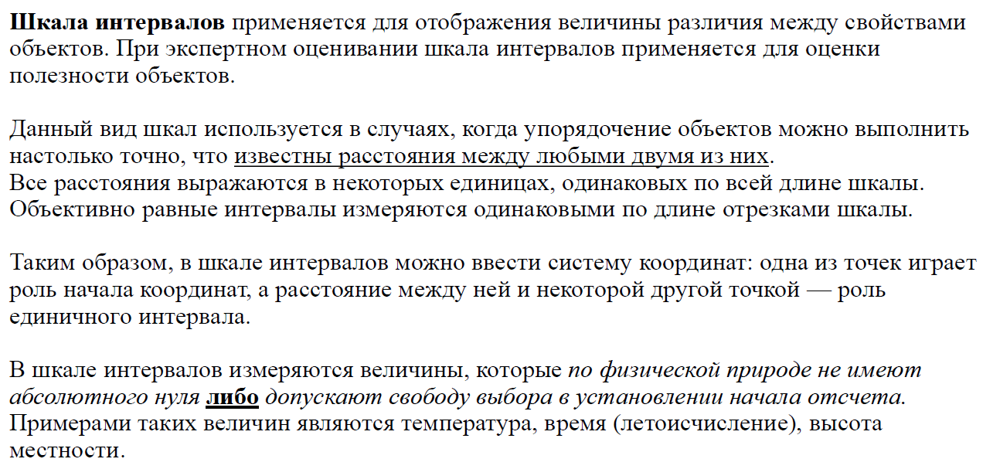 Шкала интервалов применяется для отображения величины различия между свойствами
объектов. При экспертном оценивании шкала интервалов применяется для оценки
полезности объектов.
Данный вид шкал используется в случаях, когда упорядочение объектов можно выполнить
настолько точно, что известны расстояния между любыми двумя из них.
Все расстояния выражаются в некоторых единицах, одинаковых по всей длине шкалы.
Объективно равные интервалы измеряются одинаковыми по длине отрезками шкалы.
Таким образом, в шкале интервалов можно ввести систему координат: одна из точек играет
роль начала координат, а расстояние между ней и некоторой другой точкой — роль
единичного интервала.
В шкале интервалов измеряются величины, которые по физической природе не имеют
абсолютного нуля либо допускают свободу выбора в установлении начала отсчета.
Примерами таких величин являются температура, время (летоисчисление), высота
местности.